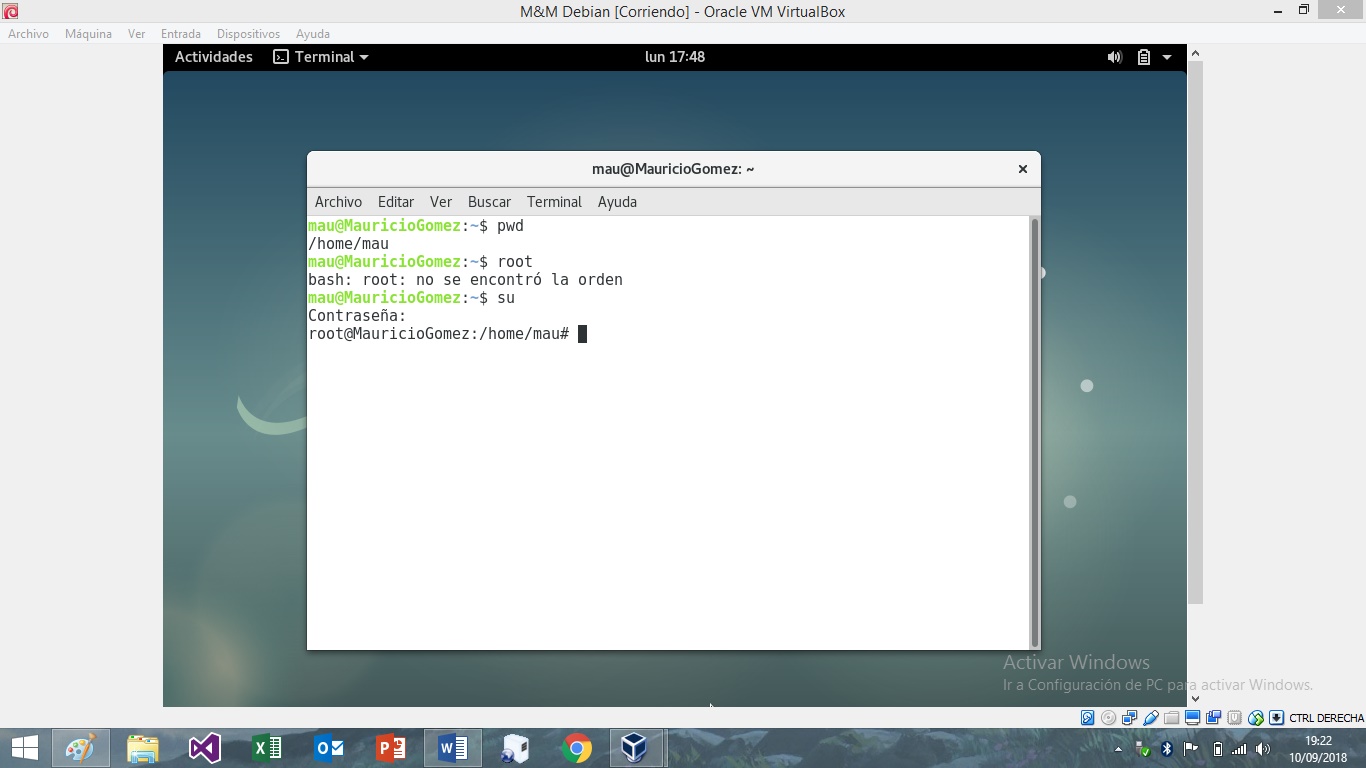 M&M Debian [Corriendo] - Oracle VM VirtualBox
Archivo Máquina Ver Entrada Dispositivos Ayuda
Actividades Terminal lun 17:48
mau@MauricioGomez: ~
Archivo Editar Ver Buscar Terminal Ayuda
mau@MauricioGomez:~$ pwd
/home/mau
mau@MauricioGomez:~$ root
bash: root: no se encontró la orden
mau@MauricioGomez:~$ su
Contraseña:
root@MauricioGomez:/home/mau#
Activar Windows
Ir a Configuración de PC para activar Windows.
CTRL DERECHA
19:22
10/09/2018